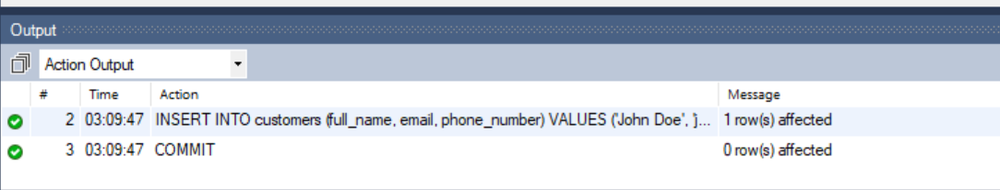 Output
Action Output
# Time Action Message
2 03:09:47 INSERT INTO customers (full_name, email, phone_number) VALUES ('John Doe', 'j... 1 row(s) affected
3 03:09:47 COMMIT 0 row(s) affected